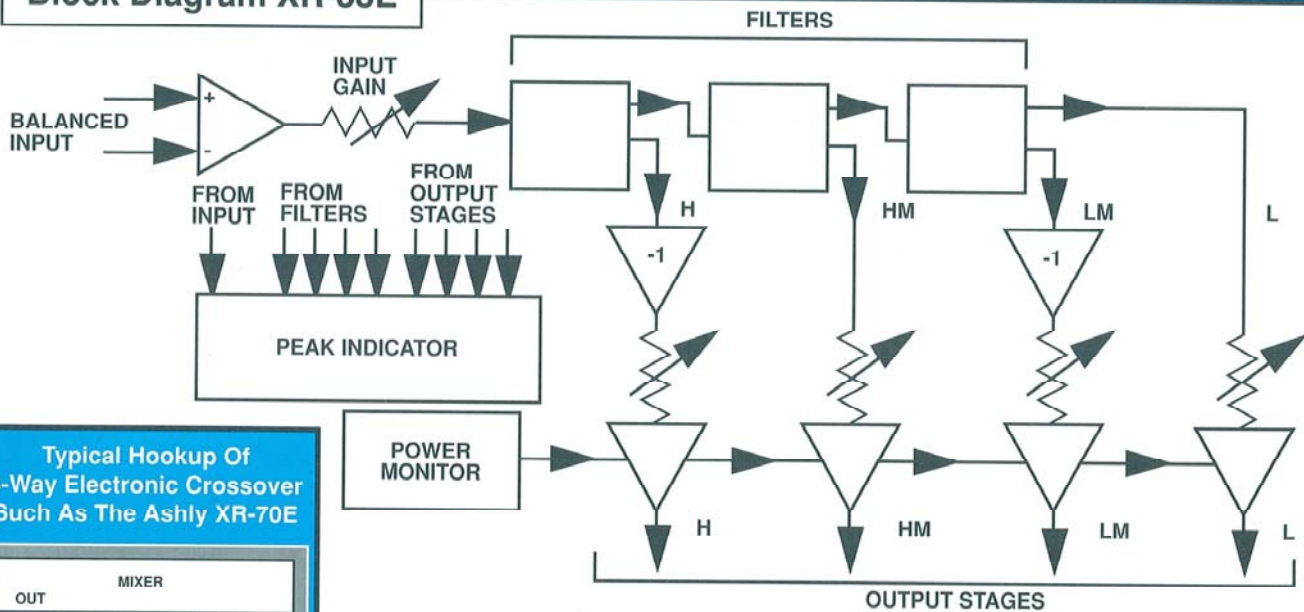 Block Diagram XR-88E
FILTERS
INPUT
GAIN
BALANCED
INPUT
+
-
FROM
INPUT
FROM
FILTERS
FROM
OUTPUT
STAGES
H
HM
LM
L
-1
-1
PEAK INDICATOR
POWER
MONITOR
H
HM
LM
L
OUTPUT STAGES
Typical Hookup Of
-Way Electronic Crossover
Such As The Ashly XR-70E
MIXER
OUT